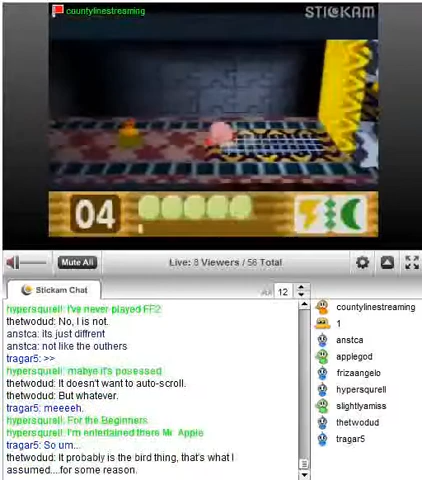 countylinestreaming
STICKAM
04
Mute All
Live: 8 Viewers / 56 Total
Stickam Chat
AA 12
hypersqurell: I've never played FF2
thetwodud: No, I is not.
anstca: its just diffrent
anstca: not like the outhers
tragar5: >>
hypersqurell: mabye it's posessed
thetwodud: It doesn't want to auto-scroll.
thetwodud: But whatever.
tragar5: meeeeh.
hypersqurell: For the Beginners
hypersqurell: I'm entertained there Mr. Apple
tragar5: So um...
thetwodud: It probably is the bird thing, that's what I
assumed....for some reason.
countylinestreaming
1
anstca
applegod
frizaangelo
hypersqurell
slightlyamiss
thetwodud
tragar5